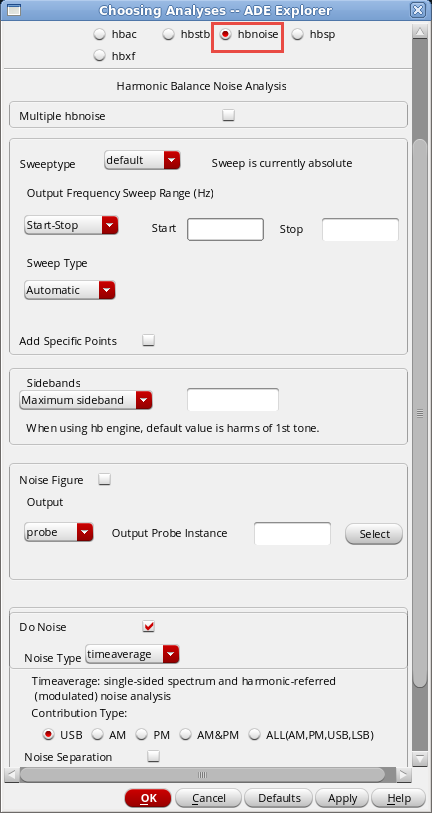 Choosing Analyses -- ADE Explorer
hbac hbstb hbnoise hbsp
hbxf
Harmonic Balance Noise Analysis
Multiple hbnoise
Sweeptype default Sweep is currently absolute
Output Frequency Sweep Range (Hz)
Start-Stop Start Stop
Sweep Type
Automatic
Add Specific Points
Sidebands
Maximum sideband
When using hb engine, default value is harms of 1st tone.
Noise Figure
Output
probe Output Probe Instance Select
Do Noise
Noise Type timeaverage
Timeaverage: single-sided spectrum and harmonic-referred
(modulated) noise analysis
Contribution Type:
USB AM PM AM&PM ALL(AM,PM,USB,LSB)
Noise Separation
OK Cancel Defaults Apply Help